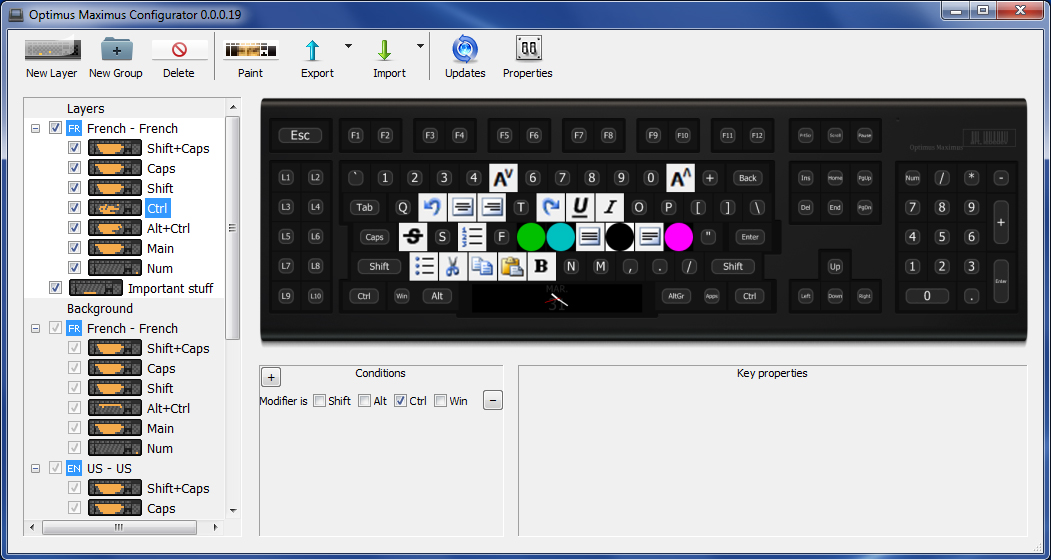 Optimus Maximus Configurator 0.0.0.19
New Layer New Group Delete Paint Export Import Updates Properties
Layers
FR French - French
Shift+Caps
Caps
Shift
Ctrl
Alt+Ctrl
Main
Num
Important stuff
Background
FR French - French
Shift+Caps
Caps
Shift
Alt+Ctrl
Main
Num
EN US - US
Shift+Caps
Caps
Esc F1 F2 F3 F4 F5 F6 F7 F8 F9 F10 F11 F12 PrtScr Scroll Pause
Optimus Maximus
L1 L2 ` 1 2 3 4 A 6 7 8 9 0 A + Back Ins Home PgUp Num / * -
L3 L4 Tab Q T U I O P [ ] \ Del End PgDn 7 8 9 +
L5 L6 Caps S S F " Enter 4 5 6
L7 L8 Shift B N M , . / Shift Up 1 2 3 Enter
L9 L10 Ctrl Win Alt MAR. 31 AltGr Apps Ctrl Left Down Right 0 .
+ Conditions
Modifier is Shift Alt Ctrl Win −
Key properties